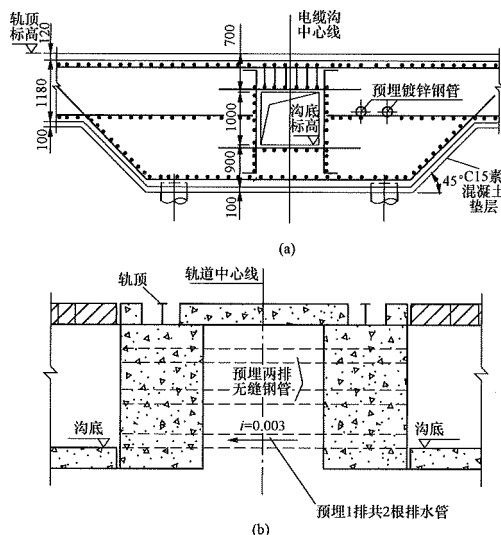 轨顶
标高
120
1180
100
700
1000
900
100
电缆沟
中心线
预埋镀锌钢管
沟底
标高
45°
C15素
混凝土
垫层
(a)
轨顶
轨道中心线
预埋两排
无缝钢管
沟底
i=0.003
沟底
预埋1排共2根排水管
(b)